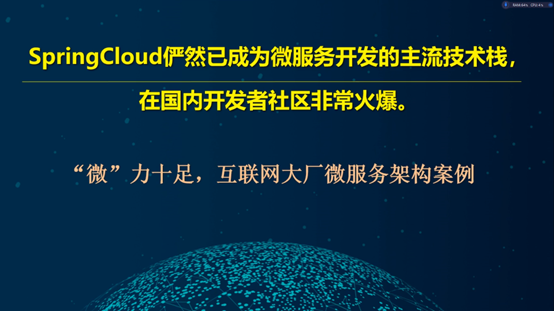 SpringCloud俨然已成为微服务开发的主流技术栈，
在国内开发者社区非常火爆。
“微”力十足，互联网大厂微服务架构案例